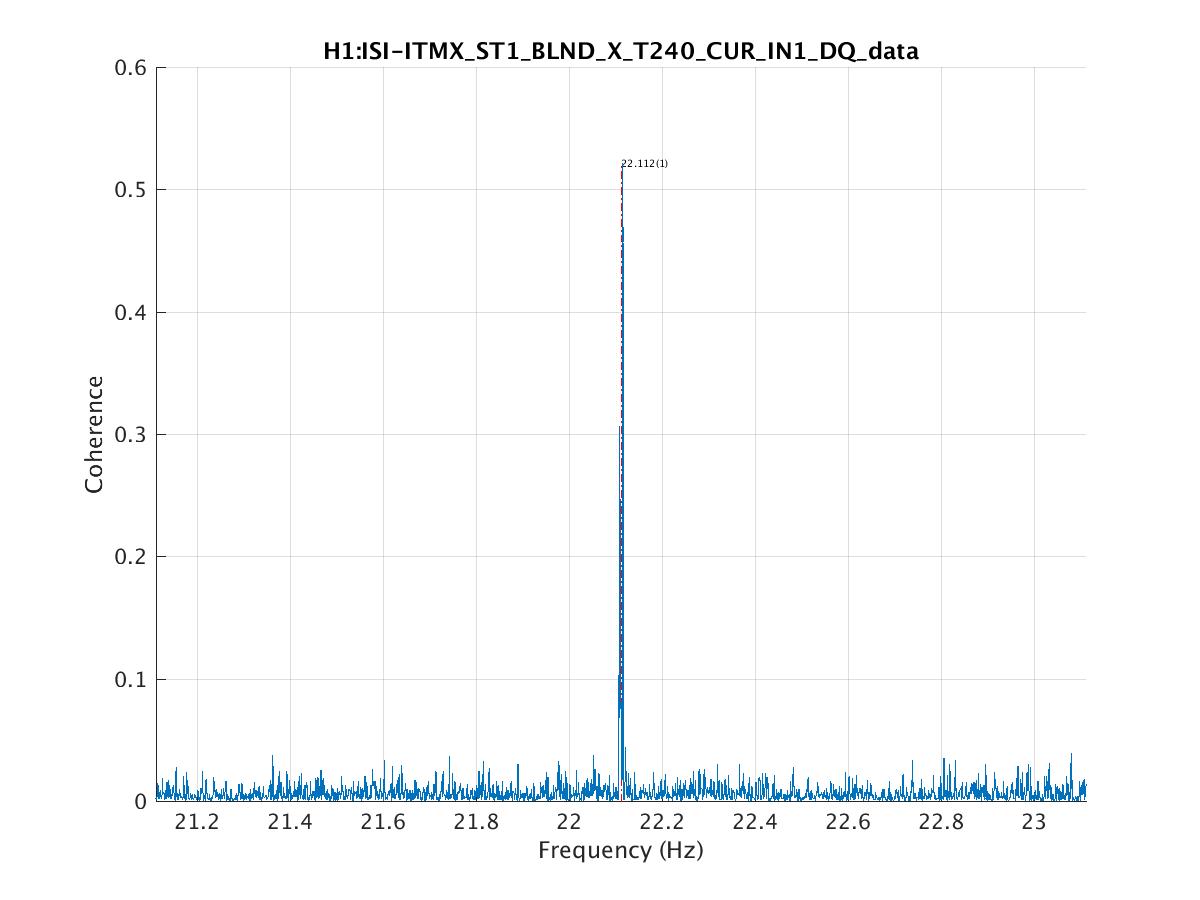 H1:ISI-ITMX_ST1_BLND_X_T240_CUR_IN1_DQ_data
0.6
0.5
0.4
0.3
0.2
0.1
0
Coherence
22.112(1)
21.2 21.4 21.6 21.8 22 22.2 22.4 22.6 22.8 23
Frequency (Hz)